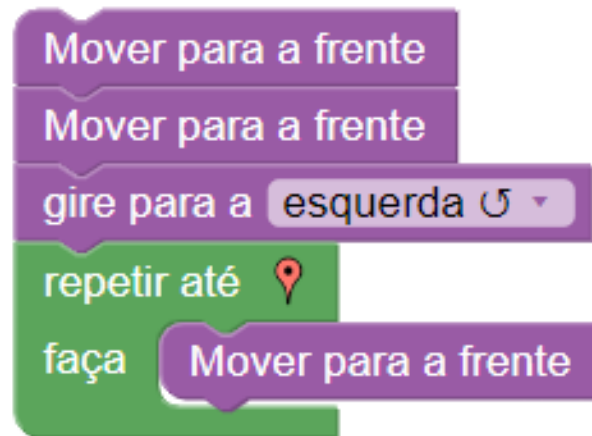 Mover para a frente
Mover para a frente
gire para a esquerda ↺
repetir até
faça Mover para a frente